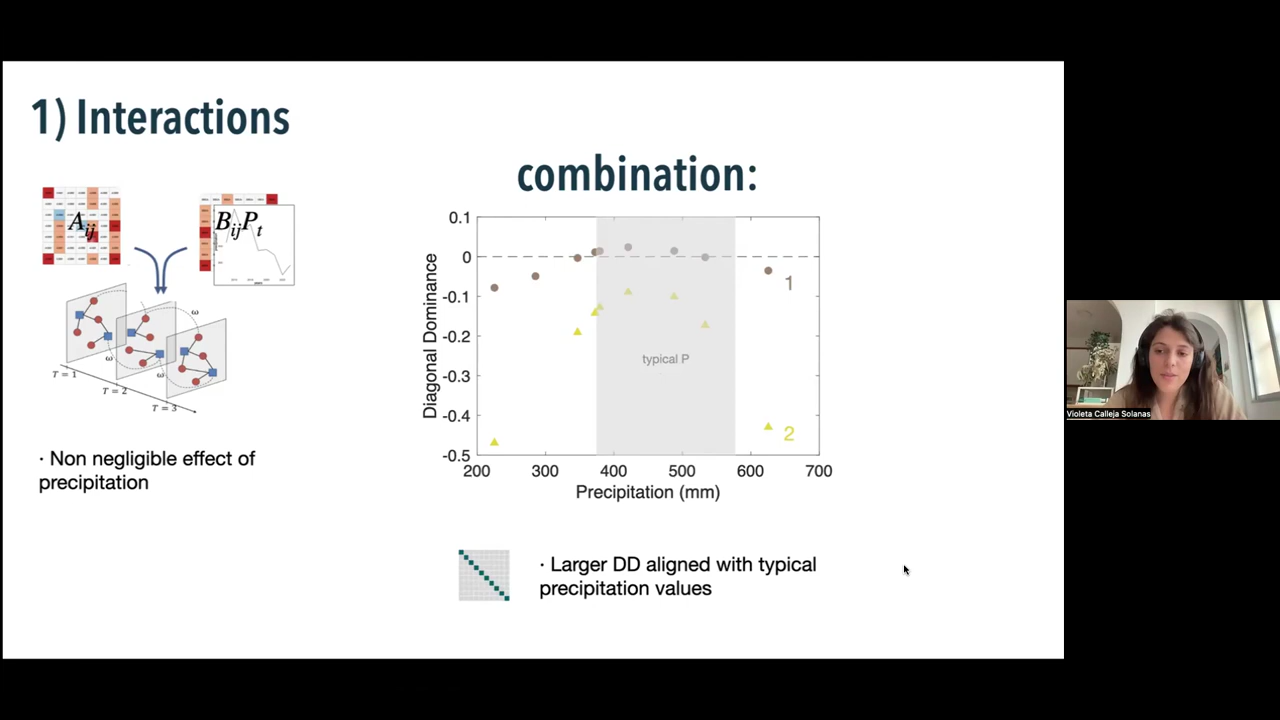 1) Interactions
combination:
A_ij
B_ijP_t
ω
ω
ω
T = 1
T = 2
T = 3
· Non negligible effect of
precipitation
Diagonal Dominance
0.1
0
-0.1
-0.2
-0.3
-0.4
-0.5
1
typical P
2
200 300 400 500 600 700
Precipitation (mm)
· Larger DD aligned with typical
precipitation values
Violeta Calleja Solanas